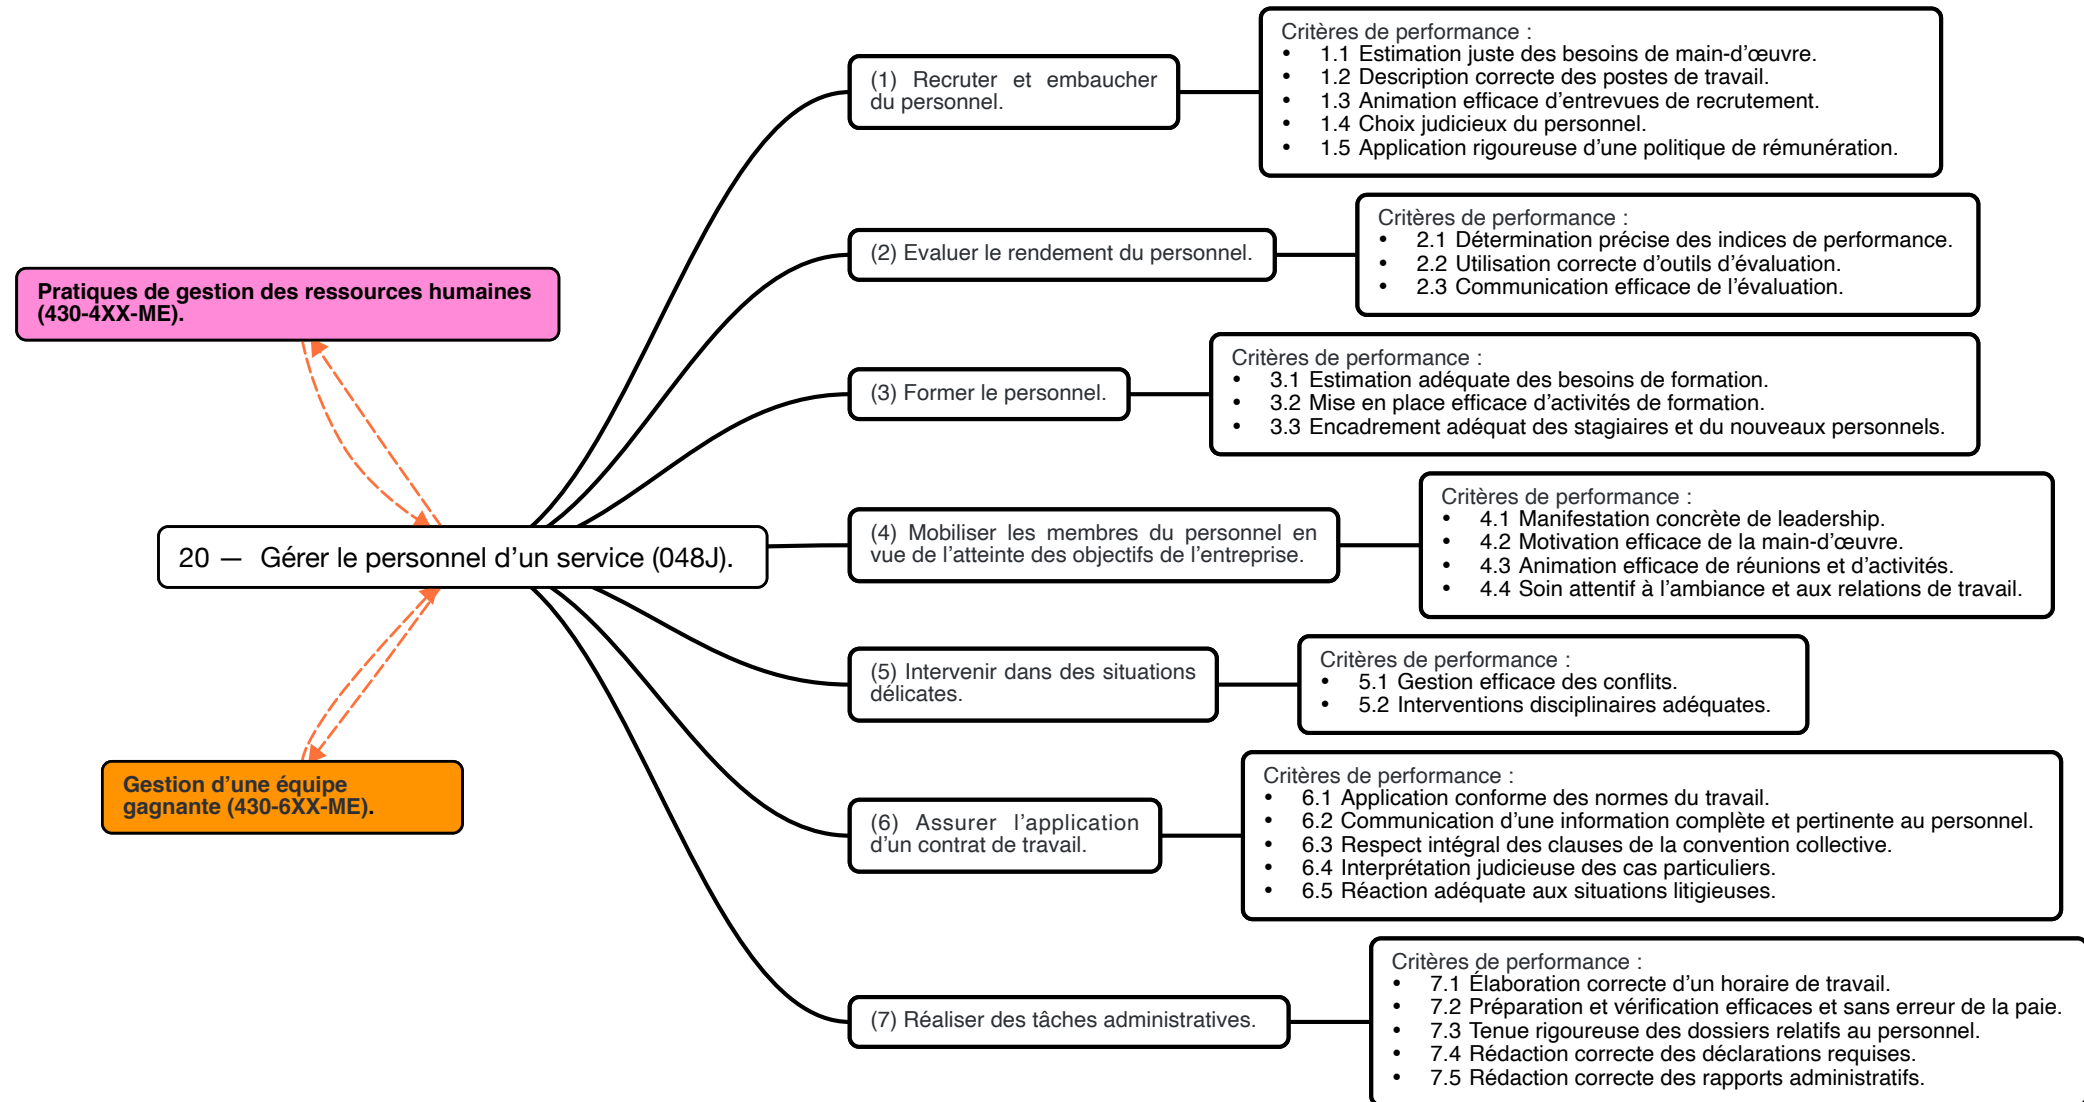 Pratiques de gestion des ressources humaines
(430-4XX-ME).
20 — Gérer le personnel d’un service (048J).
Gestion d’une équipe
gagnante (430-6XX-ME).
(1) Recruter et embaucher
du personnel.
Critères de performance :
• 1.1 Estimation juste des besoins de main-d’œuvre.
• 1.2 Description correcte des postes de travail.
• 1.3 Animation efficace d’entrevues de recrutement.
• 1.4 Choix judicieux du personnel.
• 1.5 Application rigoureuse d’une politique de rémunération.
(2) Evaluer le rendement du personnel.
Critères de performance :
• 2.1 Détermination précise des indices de performance.
• 2.2 Utilisation correcte d’outils d’évaluation.
• 2.3 Communication efficace de l’évaluation.
(3) Former le personnel.
Critères de performance :
• 3.1 Estimation adéquate des besoins de formation.
• 3.2 Mise en place efficace d’activités de formation.
• 3.3 Encadrement adéquat des stagiaires et du nouveaux personnels.
(4) Mobiliser les membres du personnel en
vue de l’atteinte des objectifs de l’entreprise.
Critères de performance :
• 4.1 Manifestation concrète de leadership.
• 4.2 Motivation efficace de la main-d’œuvre.
• 4.3 Animation efficace de réunions et d’activités.
• 4.4 Soin attentif à l’ambiance et aux relations de travail.
(5) Intervenir dans des situations
délicates.
Critères de performance :
• 5.1 Gestion efficace des conflits.
• 5.2 Interventions disciplinaires adéquates.
(6) Assurer l’application
d’un contrat de travail.
Critères de performance :
• 6.1 Application conforme des normes du travail.
• 6.2 Communication d’une information complète et pertinente au personnel.
• 6.3 Respect intégral des clauses de la convention collective.
• 6.4 Interprétation judicieuse des cas particuliers.
• 6.5 Réaction adéquate aux situations litigieuses.
(7) Réaliser des tâches administratives.
Critères de performance :
• 7.1 Élaboration correcte d’un horaire de travail.
• 7.2 Préparation et vérification efficaces et sans erreur de la paie.
• 7.3 Tenue rigoureuse des dossiers relatifs au personnel.
• 7.4 Rédaction correcte des déclarations requises.
• 7.5 Rédaction correcte des rapports administratifs.